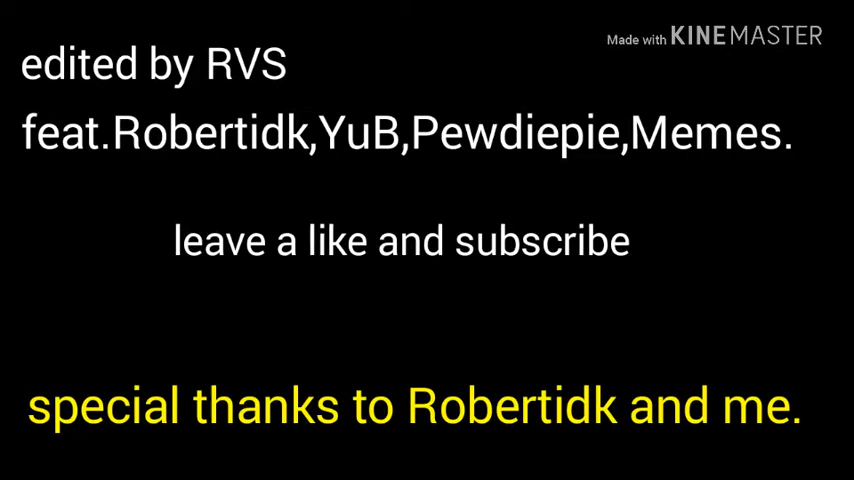 Made with KINEMASTER
edited by RVS
feat.Robertidk,YuB,Pewdiepie,Memes.
leave a like and subscribe
special thanks to Robertidk and me.